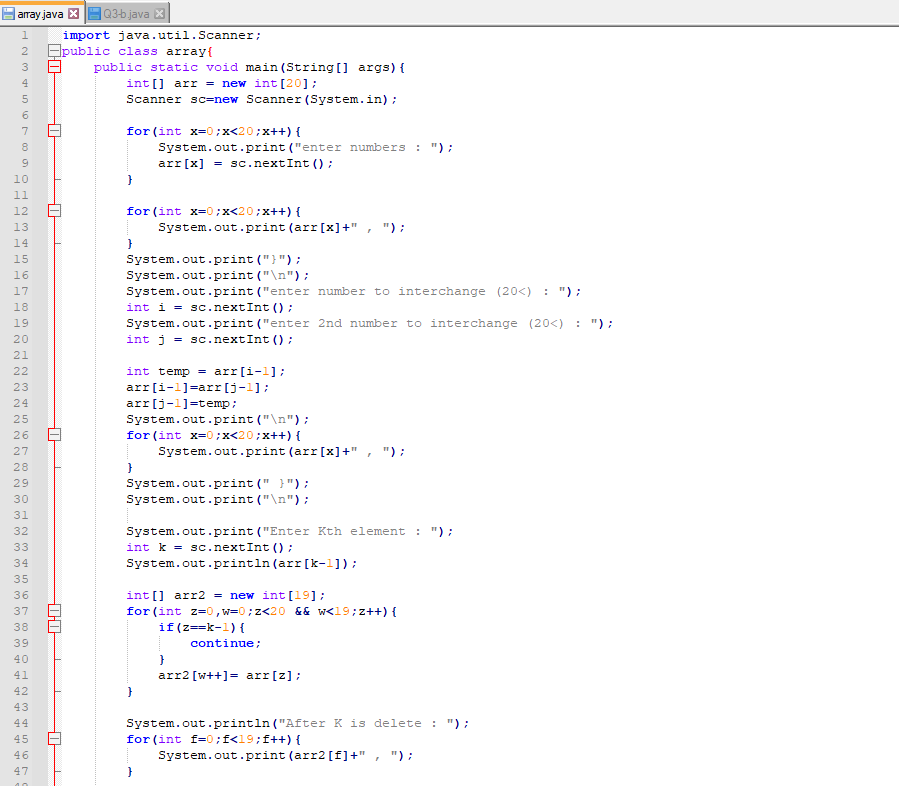 array.java Q3-b.java
1 import java.util.Scanner;
2 public class array{
3 public static void main(String[] args){
4 int[] arr = new int[20];
5 Scanner sc=new Scanner(System.in);
6
7 for(int x=0;x<20;x++){
8 System.out.print("enter numbers : ");
9 arr[x] = sc.nextInt();
10 }
11
12 for(int x=0;x<20;x++){
13 System.out.print(arr[x]+" , ");
14 }
15 System.out.print("}");
16 System.out.print("\n");
17 System.out.print("enter number to interchange (20<) : ");
18 int i = sc.nextInt();
19 System.out.print("enter 2nd number to interchange (20<) : ");
20 int j = sc.nextInt();
21
22 int temp = arr[i-1];
23 arr[i-1]=arr[j-1];
24 arr[j-1]=temp;
25 System.out.print("\n");
26 for(int x=0;x<20;x++){
27 System.out.print(arr[x]+" , ");
28 }
29 System.out.print(" }");
30 System.out.print("\n");
31
32 System.out.print("Enter Kth element : ");
33 int k = sc.nextInt();
34 System.out.println(arr[k-1]);
35
36 int[] arr2 = new int[19];
37 for(int z=0,w=0;z<20 && w<19;z++){
38 if(z==k-1){
39 continue;
40 }
41 arr2[w++]= arr[z];
42 }
43
44 System.out.println("After K is delete : ");
45 for(int f=0;f<19;f++){
46 System.out.print(arr2[f]+" , ");
47 }